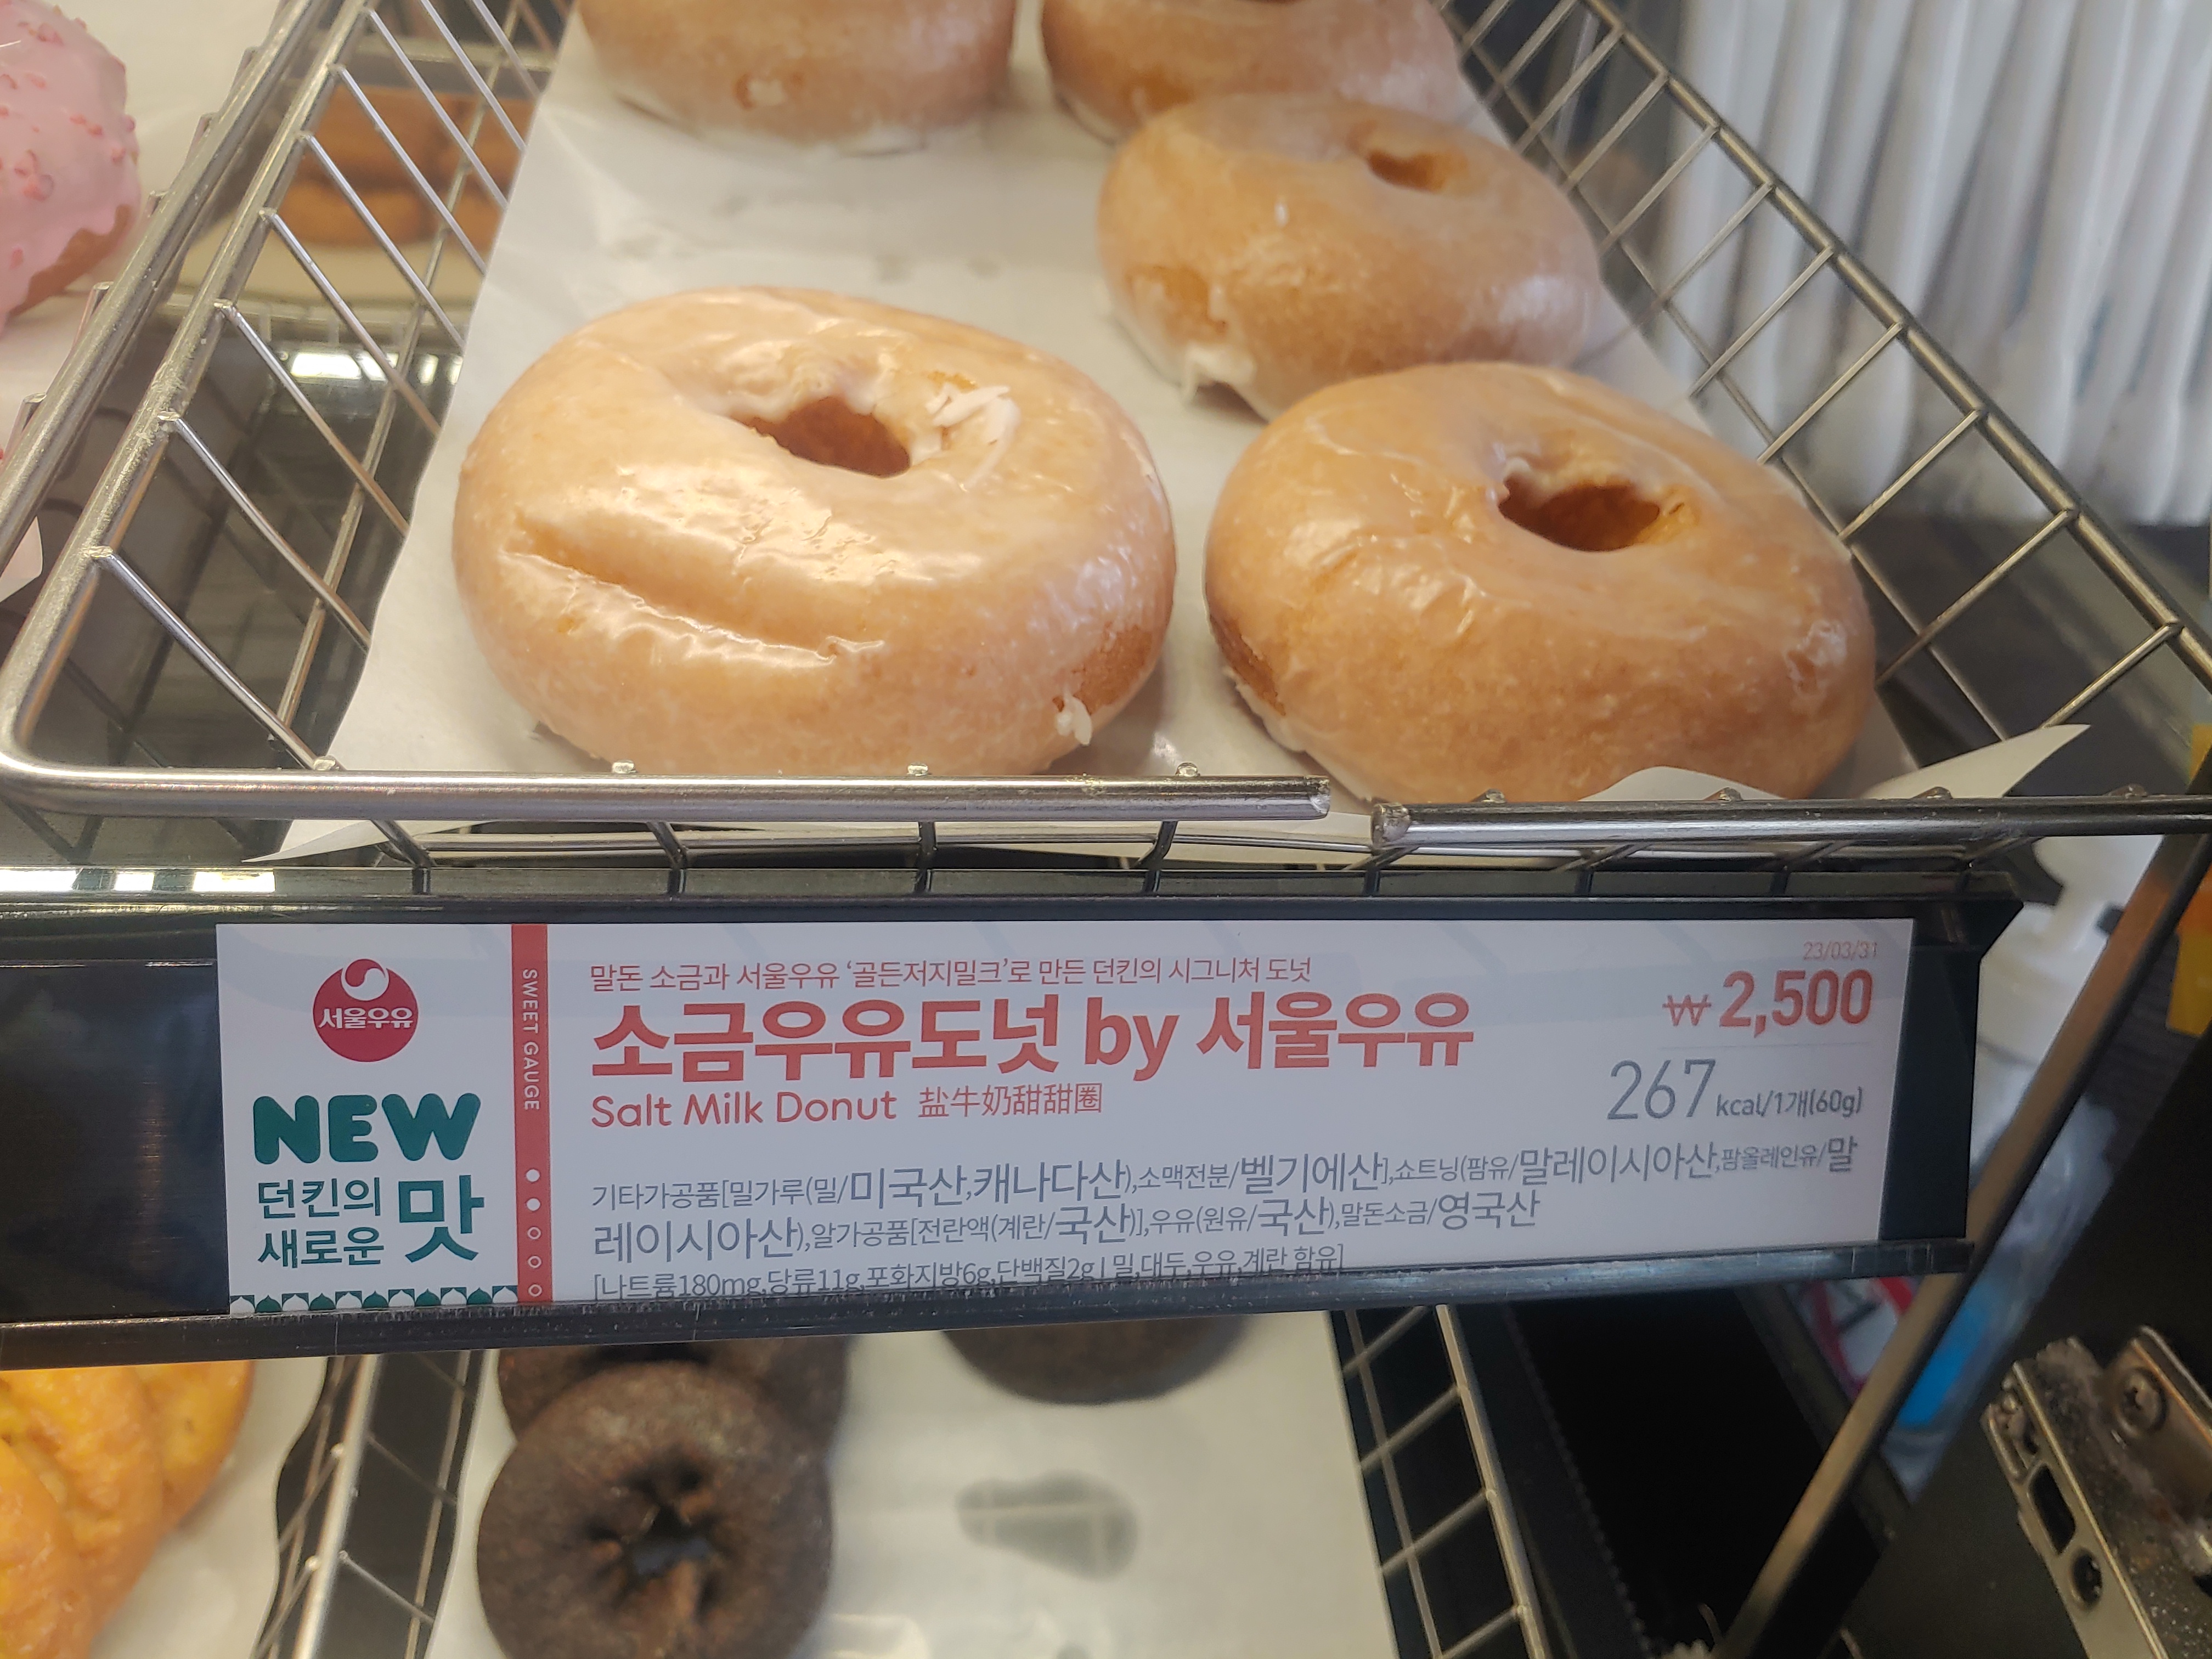 서울우유
NEW
던킨의
새로운 맛
SWEET GAUGE
말돈 소금과 서울우유 ‘골든저지밀크’로 만든 던킨의 시그니처 도넛
소금우유도넛 by 서울우유
Salt Milk Donut 盐牛奶甜甜圈
23/03/31
₩2,500
267 kcal/1개(60g)
기타가공품[밀가루(밀/미국산,캐나다산),소맥전분/벨기에산],쇼트닝(팜유/말레이시아산,팜올레인유/말
레이시아산),알가공품[전란액(계란/국산)],우유(원유/국산),말돈소금/영국산
[나트륨180mg,당류11g,포화지방6g,단백질2g | 밀,대두,우유,계란 함유]